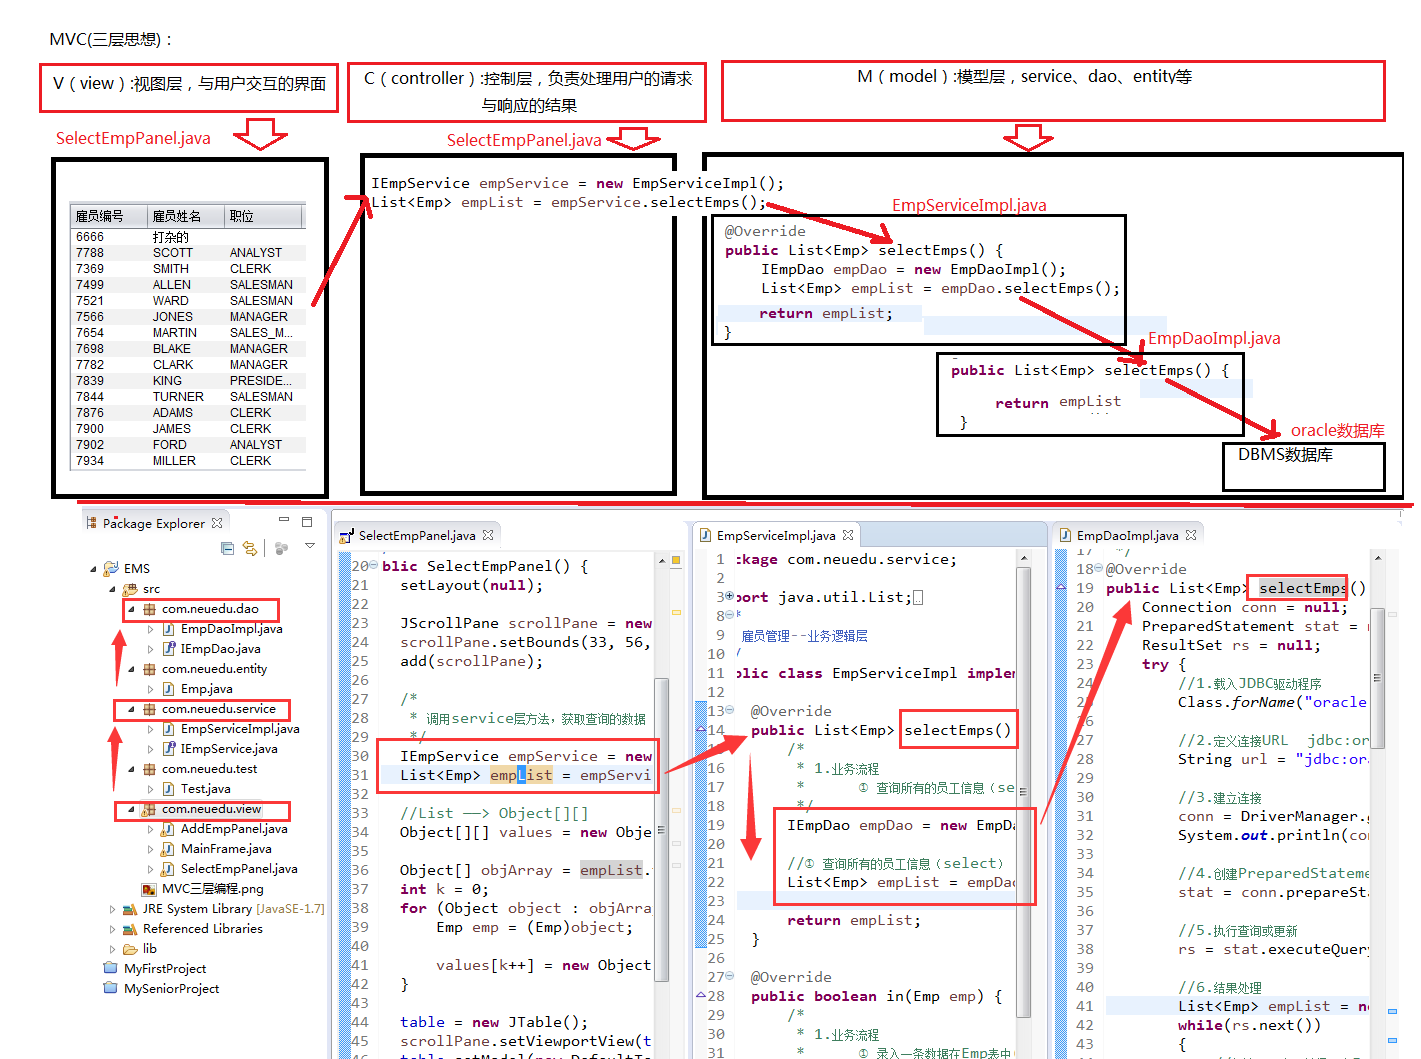 MVC(三层思想)：
V（view）:视图层，与用户交互的界面
C（controller）:控制层，负责处理用户的请求
与响应的结果
M（model）:模型层，service、dao、entity等
SelectEmpPanel.java
SelectEmpPanel.java
雇员编号 雇员姓名 职位
6666 打杂的
7788 SCOTT ANALYST
7369 SMITH CLERK
7499 ALLEN SALESMAN
7521 WARD SALESMAN
7566 JONES MANAGER
7654 MARTIN SALES_M...
7698 BLAKE MANAGER
7782 CLARK MANAGER
7839 KING PRESIDE...
7844 TURNER SALESMAN
7876 ADAMS CLERK
7900 JAMES CLERK
7902 FORD ANALYST
7934 MILLER CLERK
IEmpService empService = new EmpServiceImpl();
List<Emp> empList = empService.selectEmps();
EmpServiceImpl.java
@Override
public List<Emp> selectEmps() {
IEmpDao empDao = new EmpDaoImpl();
List<Emp> empList = empDao.selectEmps();
return empList;
}
EmpDaoImpl.java
public List<Emp> selectEmps() {
return empList
}
oracle数据库
DBMS数据库
Package Explorer
EMS
src
com.neuedu.dao
EmpDaoImpl.java
IEmpDao.java
com.neuedu.entity
Emp.java
com.neuedu.service
EmpServiceImpl.java
IEmpService.java
com.neuedu.test
Test.java
com.neuedu.view
AddEmpPanel.java
MainFrame.java
SelectEmpPanel.java
MVC三层编程.png
JRE System Library [JavaSE-1.7]
Referenced Libraries
lib
MyFirstProject
MySeniorProject
SelectEmpPanel.java
20 blic SelectEmpPanel() {
21 setLayout(null);
22
23 JScrollPane scrollPane = new
24 scrollPane.setBounds(33, 56,
25 add(scrollPane);
26
27 /*
28 * 调用service层方法，获取查询的数据
29 */
30 IEmpService empService = new
31 List<Emp> empList = empServi
32
33 //List ——> Object[][]
34 Object[][] values = new Obje
35
36 Object[] objArray = empList.
37 int k = 0;
38 for (Object object : objArra
39 Emp emp = (Emp)object;
40
41 values[k++] = new Object
42 }
43
44 table = new JTable();
45 scrollPane.setViewportView(t
EmpServiceImpl.java
1 ckage com.neuedu.service;
2
3 port java.util.List;
8 *
9 雇员管理--业务逻辑层
10 /
11 blic class EmpServiceImpl implem
12
13 @Override
14 public List<Emp> selectEmps()
/*
16 * 1.业务流程
17 * ① 查询所有的员工信息（se
18 */
19 IEmpDao empDao = new EmpDa
20
21 //① 查询所有的员工信息（select）
22 List<Emp> empList = empDao
23
24 return empList;
25 }
26
27 @Override
28 public boolean in(Emp emp) {
29 /*
30 * 1.业务流程
31 * ① 录入一条数据在Emp表中(
EmpDaoImpl.java
17 */
18 @Override
19 public List<Emp> selectEmps()
20 Connection conn = null;
21 PreparedStatement stat =
22 ResultSet rs = null;
23 try {
24 //1.载入JDBC驱动程序
25 Class.forName("oracle
26
27 //2.定义连接URL jdbc:or
28 String url = "jdbc:or
29
30 //3.建立连接
31 conn = DriverManager.
32 System.out.println(co
33
34 //4.创建PreparedStateme
35 stat = conn.prepareSt
36
37 //5.执行查询或更新
38 rs = stat.executeQuer
39
40 //6.结果处理
41 List<Emp> empList = ne
42 while(rs.next())
43 {